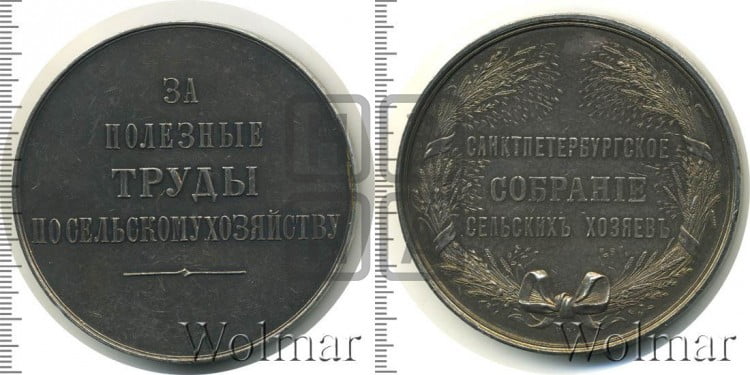 ЗА
ПОЛЕЗНЫЕ
ТРУДЫ
ПО СЕЛЬСКОМУ ХОЗЯЙСТВУ
САНКТПЕТЕРБУРГСКОЕ
СОБРАНІЕ
СЕЛЬСКИХЪ ХОЗЯЕВЪ
Wolmar
Wolmar